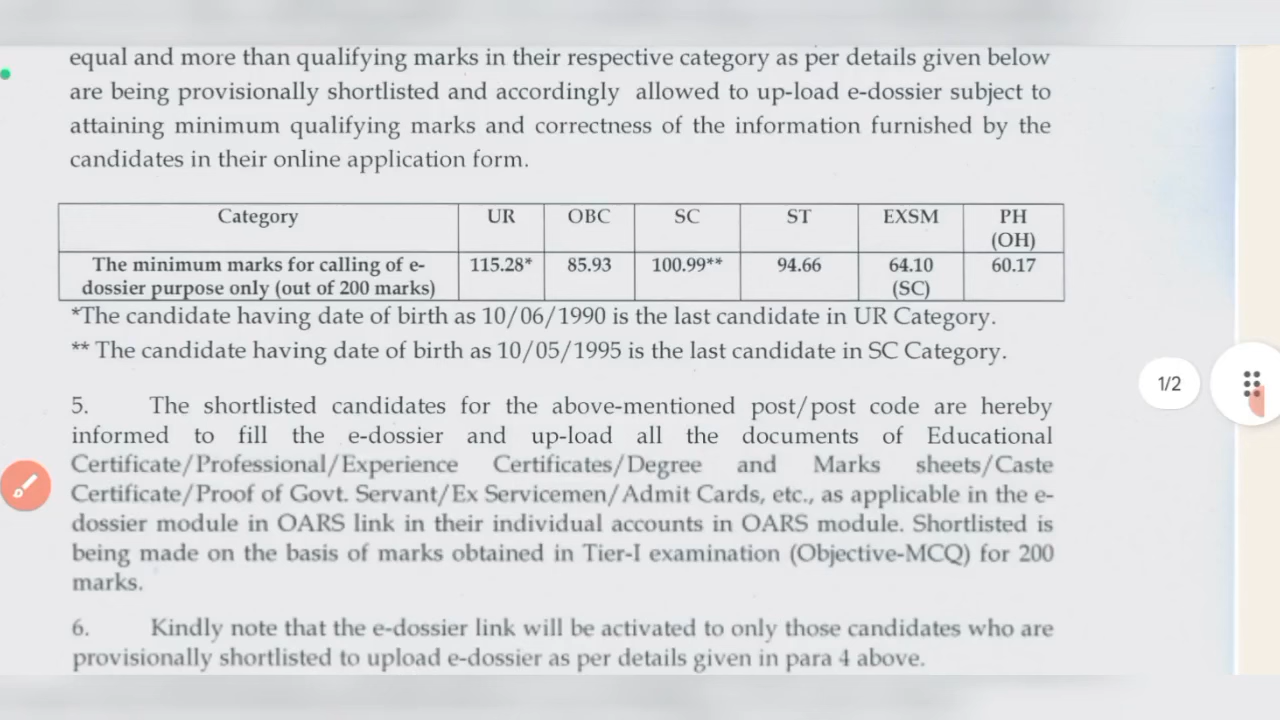 equal and more than qualifying marks in their respective category as per details given below
are being provisionally shortlisted and accordingly allowed to up-load e-dossier subject to
attaining minimum qualifying marks and correctness of the information furnished by the
candidates in their online application form.
Category UR OBC SC ST EXSM PH
(OH)
The minimum marks for calling of e- 115.28* 85.93 100.99** 94.66 64.10 60.17
dossier purpose only (out of 200 marks) (SC)
*The candidate having date of birth as 10/06/1990 is the last candidate in UR Category.
** The candidate having date of birth as 10/05/1995 is the last candidate in SC Category.
1/2
5. The shortlisted candidates for the above-mentioned post/post code are hereby
informed to fill the e-dossier and up-load all the documents of Educational
Certificate/Professional/Experience Certificates/Degree and Marks sheets/Caste
Certificate/Proof of Govt. Servant/Ex Servicemen/Admit Cards, etc., as applicable in the e-
dossier module in OARS link in their individual accounts in OARS module. Shortlisted is
being made on the basis of marks obtained in Tier-I examination (Objective-MCQ) for 200
marks.
6. Kindly note that the e-dossier link will be activated to only those candidates who are
provisionally shortlisted to upload e-dossier as per details given in para 4 above.